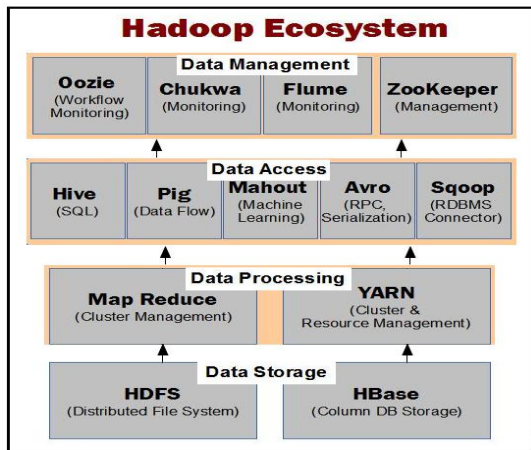 Hadoop Ecosystem
Data Management
Oozie
(Workflow
Monitoring)
Chukwa
(Monitoring)
Flume
(Monitoring)
ZooKeeper
(Management)
Data Access
Hive
(SQL)
Pig
(Data Flow)
Mahout
(Machine
Learning)
Avro
(RPC,
Serialization)
Sqoop
(RDBMS
Connector)
Data Processing
Map Reduce
(Cluster Management)
YARN
(Cluster &
Resource Management)
Data Storage
HDFS
(Distributed File System)
HBase
(Column DB Storage)